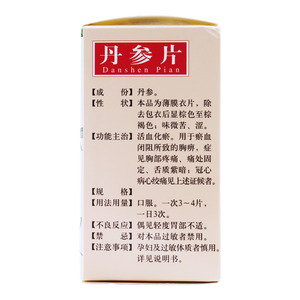 丹参片
Danshen Pian
【成 份】丹参。
【性 状】本品为薄膜衣片，除
去包衣后显棕色至棕
褐色；味微苦、涩。
【功能主治】活血化瘀。用于瘀血
闭阻所致的胸痹，症
见胸部疼痛、痛处固
定、舌质紫暗；冠心
病心绞痛见上述证候者。
【规 格】
【用法用量】口服。一次3~4片，
一日3次。
【不良反应】偶见轻度胃部不适。
【禁 忌】对本品过敏者禁用。
【注意事项】孕妇及过敏体质者慎用。
详见说明书。